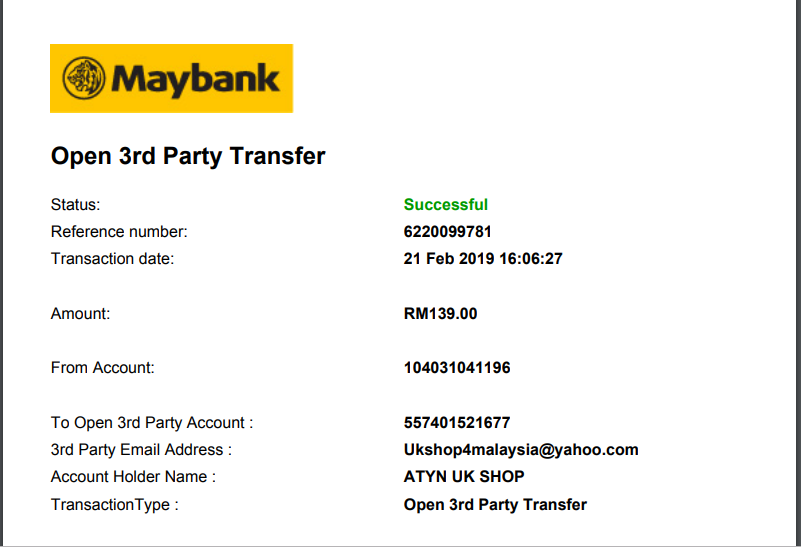 Maybank
Open 3rd Party Transfer
Status: Successful
Reference number: 6220099781
Transaction date: 21 Feb 2019 16:06:27
Amount: RM139.00
From Account: 104031041196
To Open 3rd Party Account : 557401521677
3rd Party Email Address : Ukshop4malaysia@yahoo.com
Account Holder Name : ATYN UK SHOP
TransactionType : Open 3rd Party Transfer